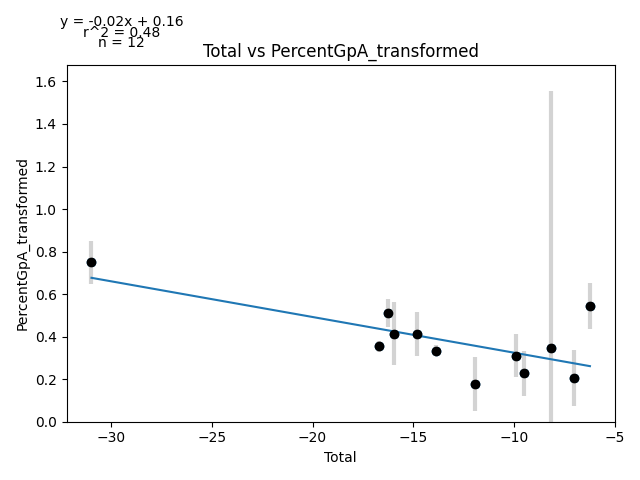 y = -0.02x + 0.16
r^2 = 0.48
n = 12
Total vs PercentGpA_transformed
PercentGpA_transformed
1.6
1.4
1.2
1.0
0.8
0.6
0.4
0.2
0.0
−30
−25
−20
−15
−10
−5
Total